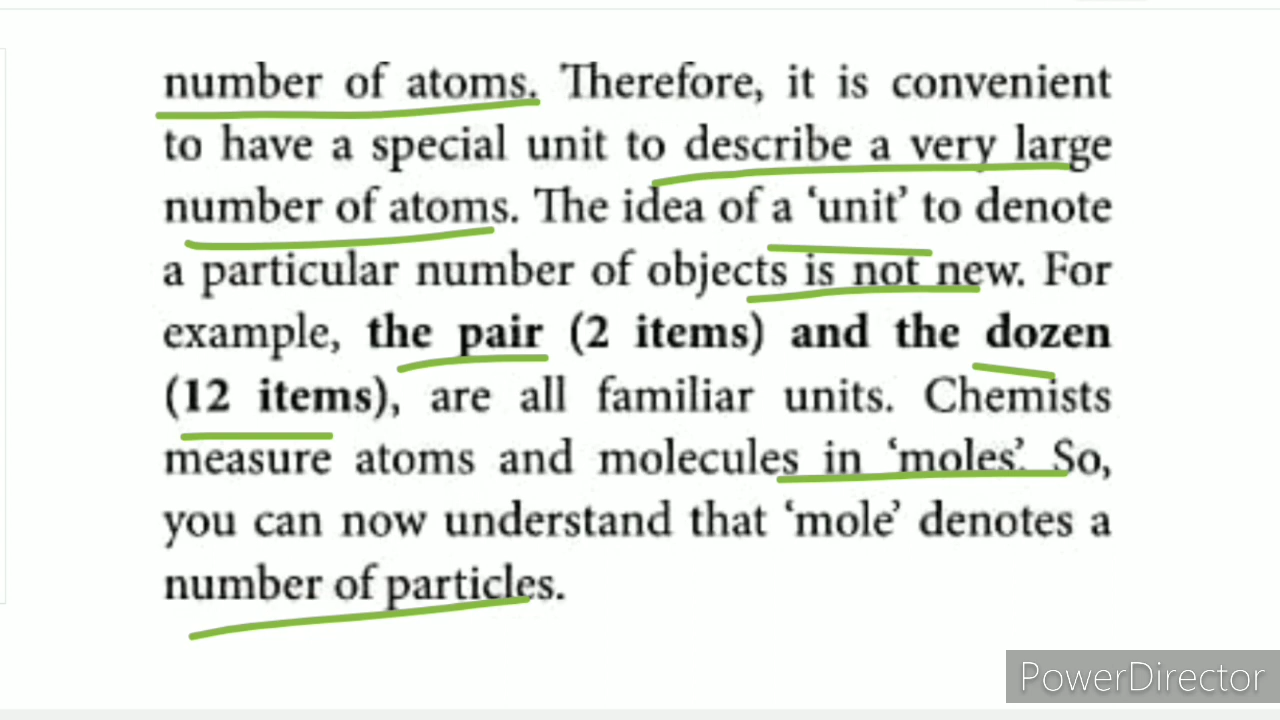 number of atoms. Therefore, it is convenient
to have a special unit to describe a very large
number of atoms. The idea of a ‘unit’ to denote
a particular number of objects is not new. For
example, the pair (2 items) and the dozen
(12 items), are all familiar units. Chemists
measure atoms and molecules in ‘moles’. So,
you can now understand that ‘mole’ denotes a
number of particles.
PowerDirector